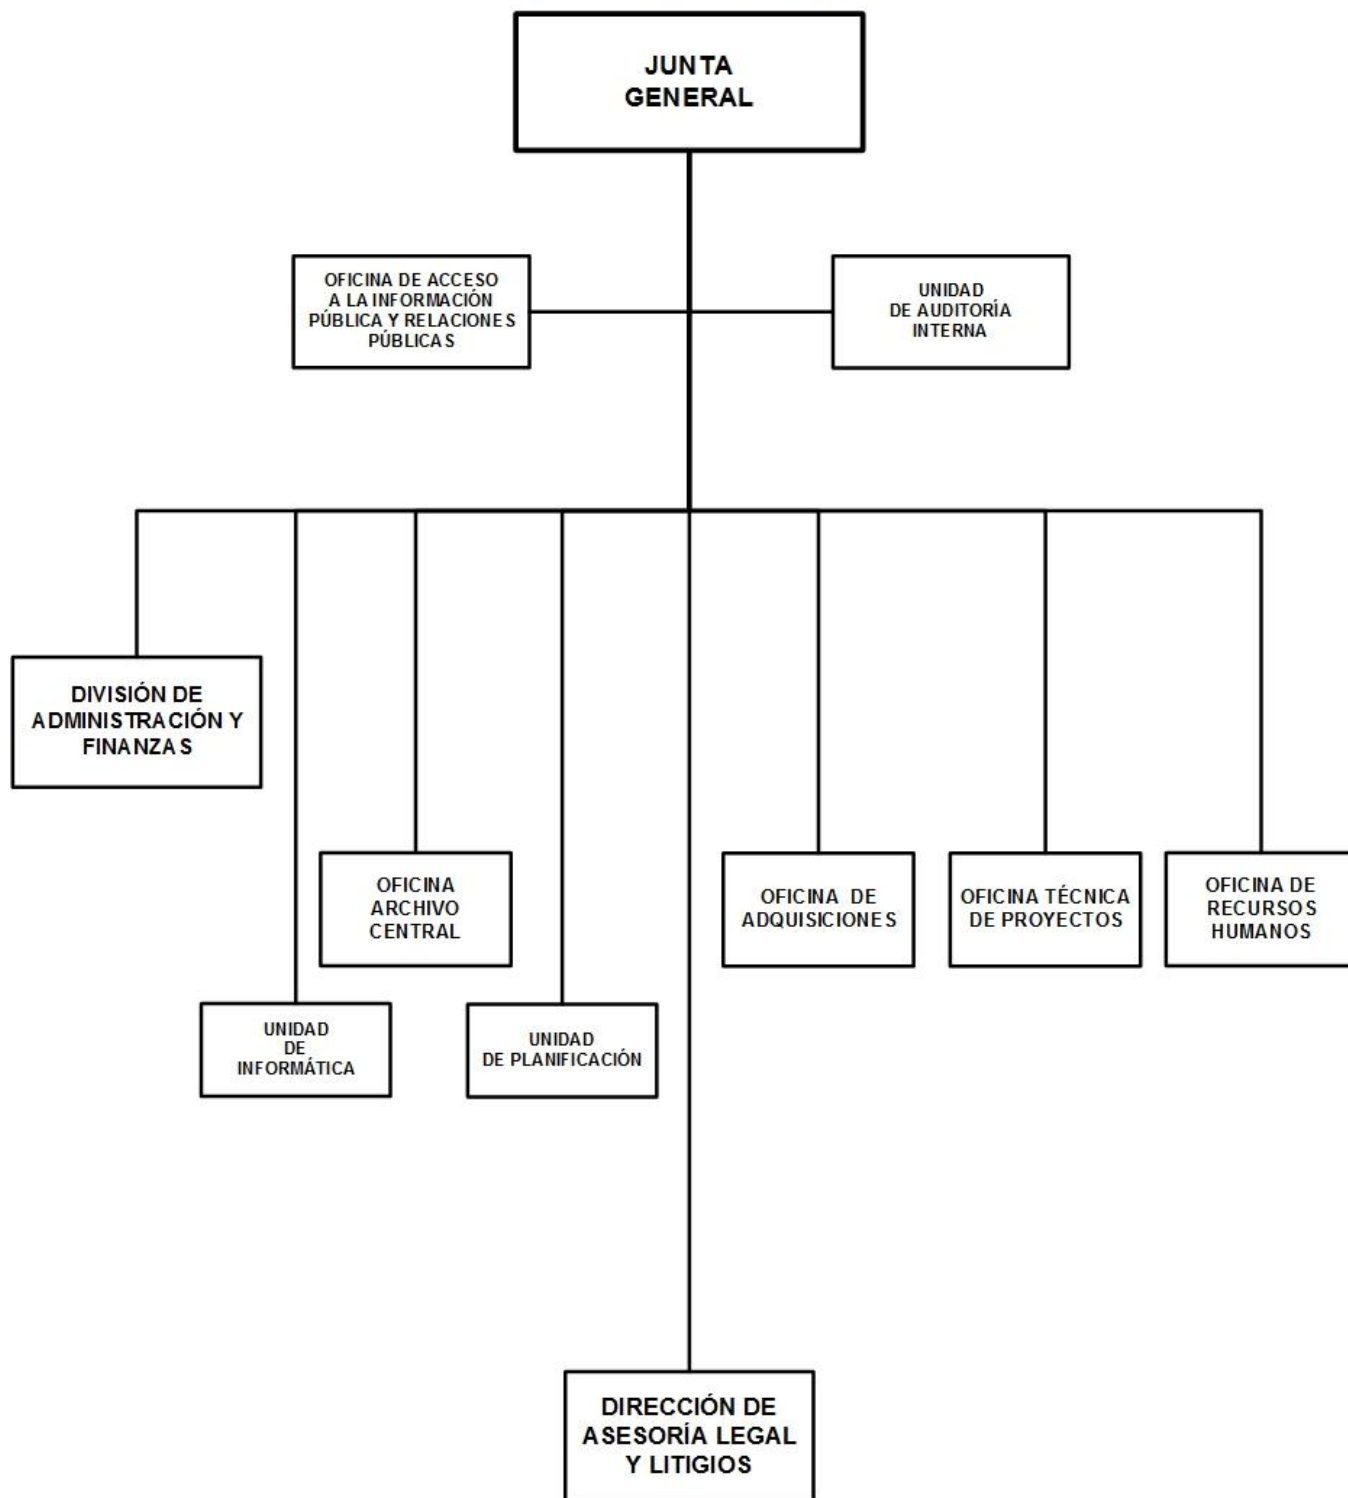 JUNTA
GENERAL
OFICINA DE ACCESO
A LA INFORMACIÓN
PÚBLICA Y RELACIONES
PÚBLICAS
UNIDAD
DE AUDITORÍA
INTERNA
DIVISIÓN DE
ADMINISTRACIÓN Y
FINANZAS
OFICINA
ARCHIVO
CENTRAL
OFICINA DE
ADQUISICIONES
OFICINA TÉCNICA
DE PROYECTOS
OFICINA DE
RECURSOS
HUMANOS
UNIDAD
DE
INFORMÁTICA
UNIDAD
DE PLANIFICACIÓN
DIRECCIÓN DE
ASESORÍA LEGAL
Y LITIGIOS